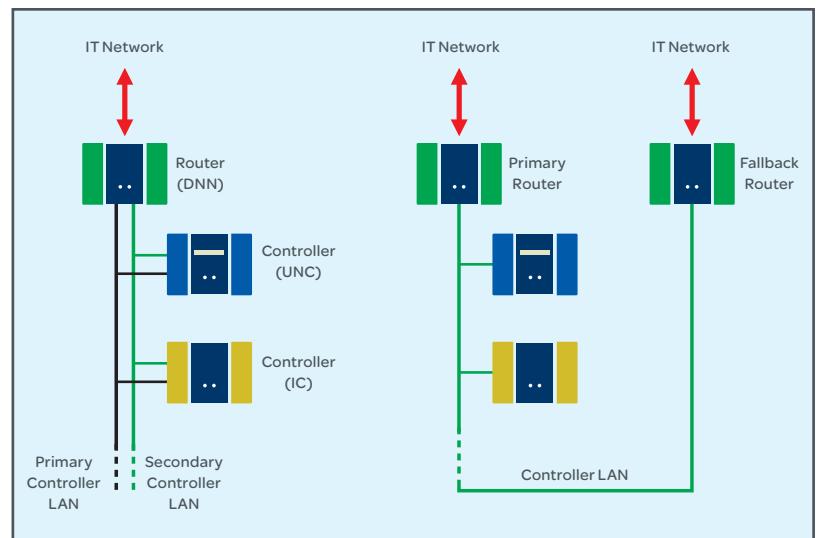 IT Network
IT Network
IT Network
Router
(DNN)
Primary
Router
Fallback
Router
Controller
(UNC)
Controller
(IC)
Primary
Controller
LAN
Secondary
Controller
LAN
Controller LAN